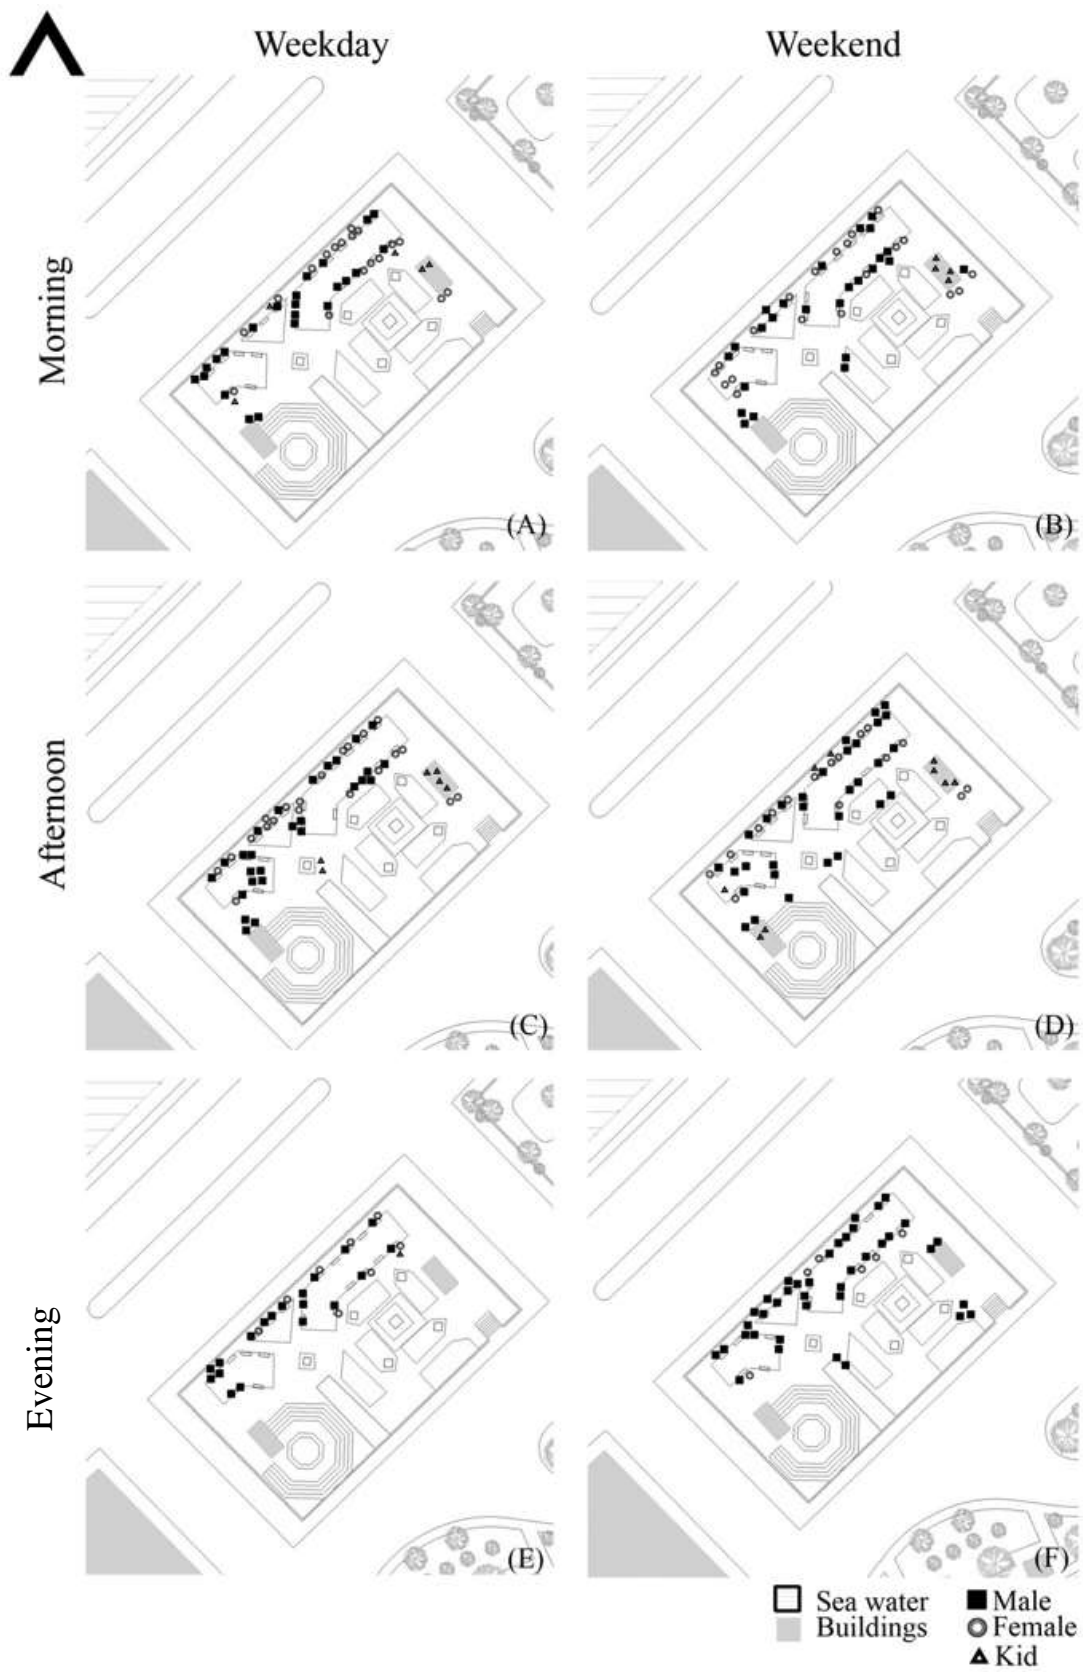 Weekday
Weekend
Morning
(A)
(B)
Afternoon
(C)
(D)
Evening
(E)
(F)
Sea water
Buildings
Male
Female
Kid